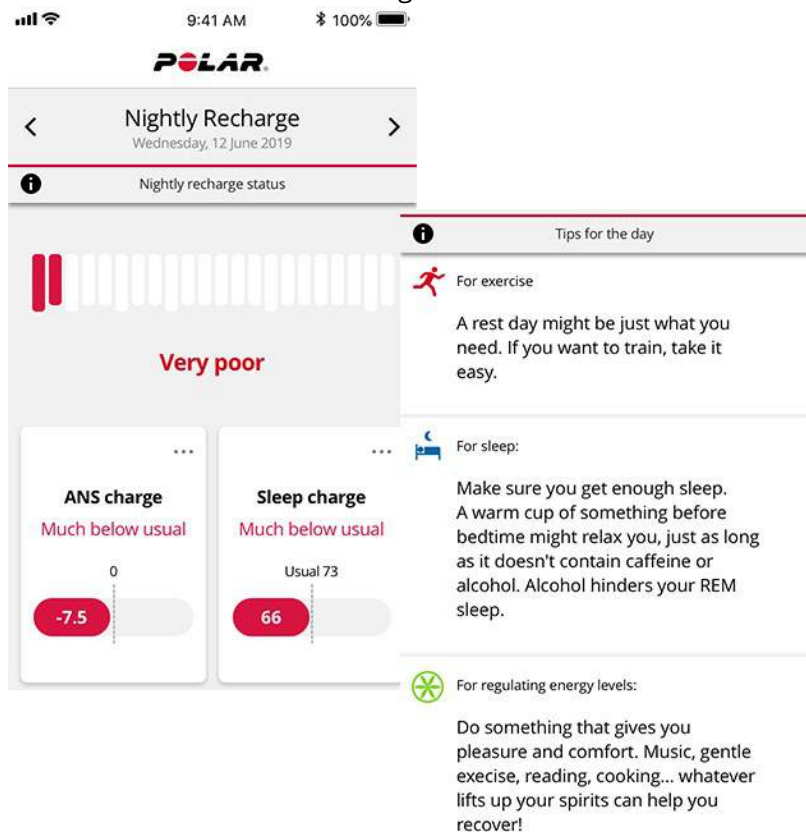 9:41 AM
100%
POLAR
Nightly Recharge
Wednesday, 12 June 2019
Nightly recharge status
Very poor
ANS charge
Much below usual
0
-7.5
Sleep charge
Much below usual
Usual 73
66
Tips for the day
For exercise
A rest day might be just what you
need. If you want to train, take it
easy.
For sleep:
Make sure you get enough sleep.
A warm cup of something before
bedtime might relax you, just as long
as it doesn't contain caffeine or
alcohol. Alcohol hinders your REM
sleep.
For regulating energy levels:
Do something that gives you
pleasure and comfort. Music, gentle
execise, reading, cooking... whatever
lifts up your spirits can help you
recover!